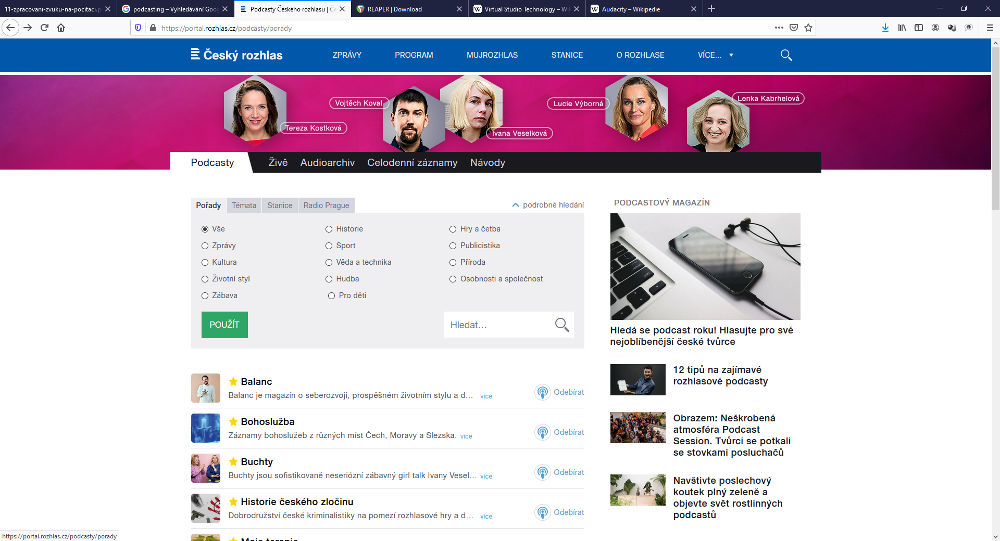 11-zpracovani-zvuku-na-pocitaci.p
podcasting – Vyhledávání Goog
Podcasty Českého rozhlasu | Če
REAPER | Download
Virtual Studio Technology – Wik
Audacity – Wikipedie
https://portal.rozhlas.cz/podcasty/porady
Český rozhlas
ZPRÁVY
PROGRAM
MUJROZHLAS
STANICE
O ROZHLASE
VÍCE...
Tereza Kostková
Vojtěch Koval
Ivana Veselková
Lucie Výborná
Lenka Kabrhelová
Podcasty
Živě
Audioarchiv
Celodenní záznamy
Návody
Pořady
Témata
Stanice
Radio Prague
podrobné hledání
Vše
Historie
Hry a četba
Zprávy
Sport
Publicistika
Kultura
Věda a technika
Příroda
Životní styl
Hudba
Osobnosti a společnost
Zábava
Pro děti
POUŽÍT
Hledat...
Balanc
Balanc je magazín o seberozvoji, prospěšném životním stylu a d... více
Odebírat
Bohoslužba
Záznamy bohoslužeb z různých míst Čech, Moravy a Slezska. více
Odebírat
Buchty
Buchty jsou sofistikovaně neseriózní zábavný girl talk Ivany Vesel... více
Odebírat
Historie českého zločinu
Dobrodružství české kriminalistiky na pomezí rozhlasové hry a d... více
Odebírat
Moje terapie
PODCASTOVÝ MAGAZÍN
Hledá se podcast roku! Hlasujte pro své
nejoblíbenější české tvůrce
12 tipů na zajímavé
rozhlasové podcasty
Obrazem: Neškrobená
atmosféra Podcast
Session. Tvůrci se potkali
se stovkami posluchačů
Navštivte poslechový
koutek plný zeleně a
objevte svět rostlinných
podcastů
https://portal.rozhlas.cz/podcasty/porady